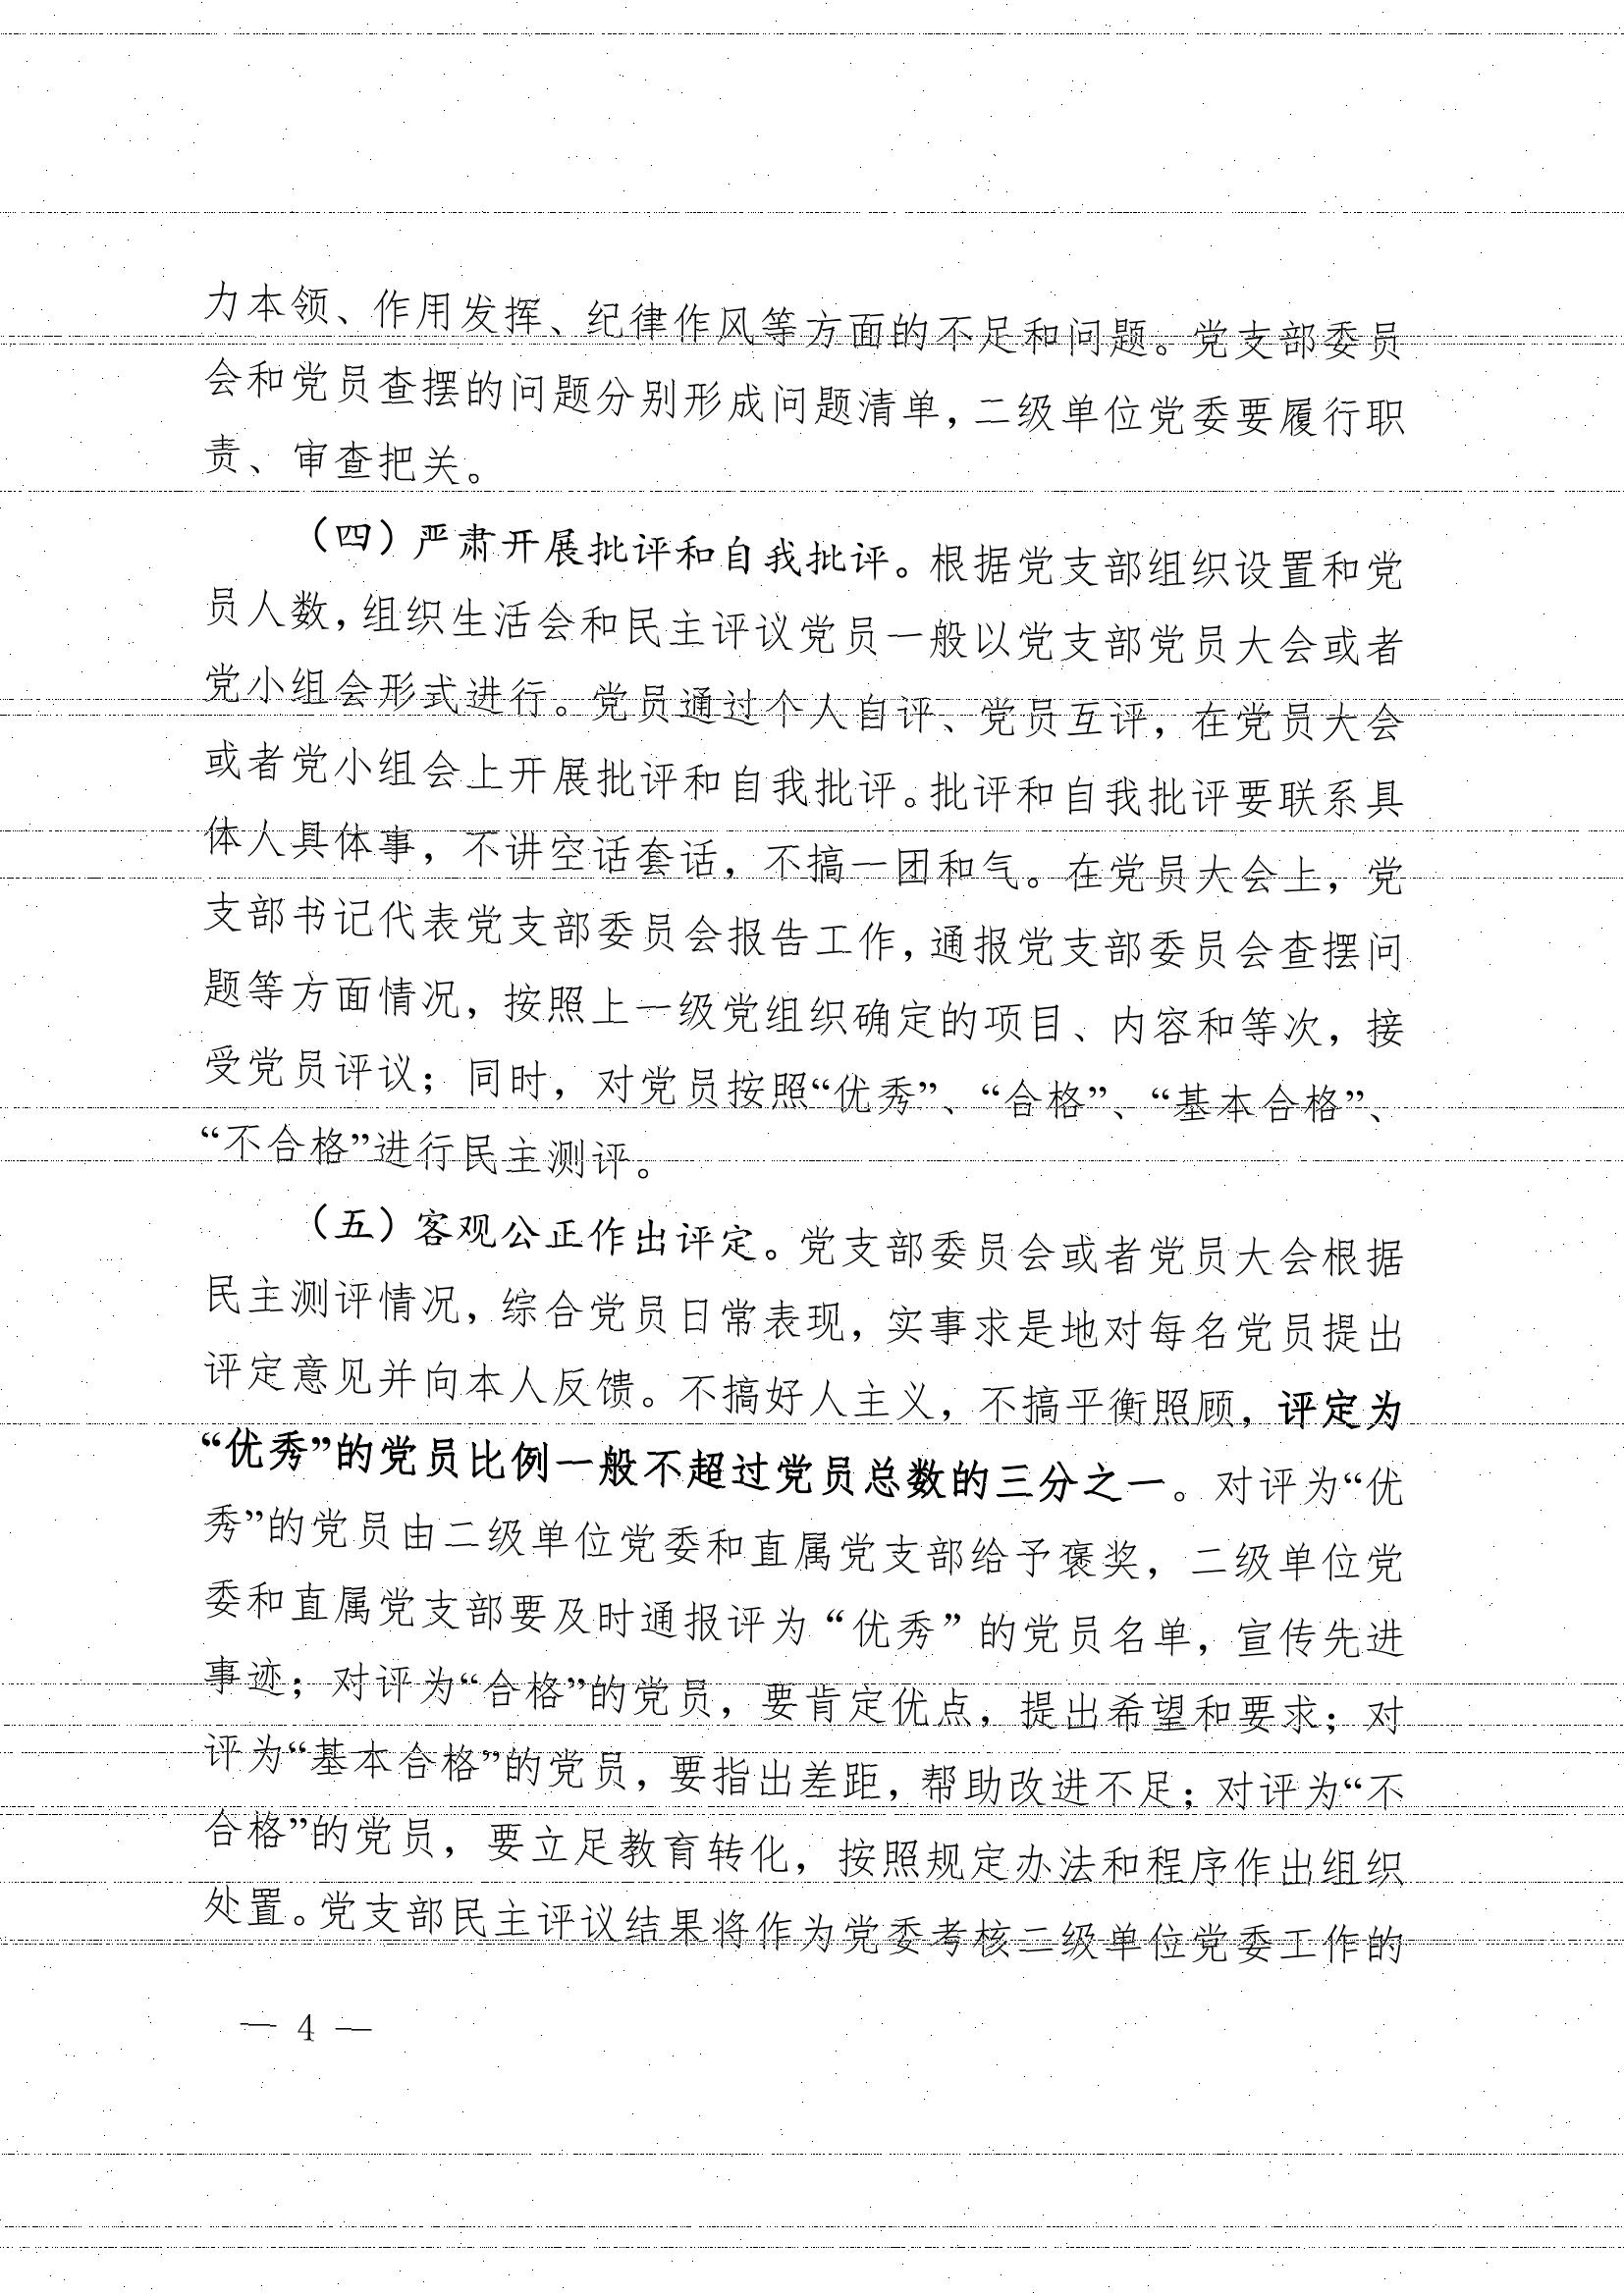 力本领、作用发挥、纪律作风等方面的不足和问题。党支部委员
会和党员查摆的问题分别形成问题清单，二级单位党委要履行职
责、审查把关。
（四）严肃开展批评和自我批评。根据党支部组织设置和党
员人数，组织生活会和民主评议党员一般以党支部党员大会或者
党小组会形式进行。党员通过个人自评、党员互评，在党员大会
或者党小组会上开展批评和自我批评。批评和自我批评要联系具
体人具体事，不讲空话套话，不搞一团和气。在党员大会上，党
支部书记代表党支部委员会报告工作，通报党支部委员会查摆问
题等方面情况，按照上一级党组织确定的项目、内容和等次，接
受党员评议；同时，对党员按照“优秀”、“合格”、“基本合格”、
“不合格”进行民主测评。
（五）客观公正作出评定。党支部委员会或者党员大会根据
民主测评情况，综合党员日常表现，实事求是地对每名党员提出
评定意见并向本人反馈。不搞好人主义，不搞平衡照顾，评定为
“优秀”的党员比例一般不超过党员总数的三分之一。对评为“优
秀”的党员由二级单位党委和直属党支部给予褒奖，二级单位党
委和直属党支部要及时通报评为“优秀”的党员名单，宣传先进
事迹；对评为“合格”的党员，要肯定优点，提出希望和要求；对
评为“基本合格”的党员，要指出差距，帮助改进不足；对评为“不
合格”的党员，要立足教育转化，按照规定办法和程序作出组织
处置。党支部民主评议结果将作为党委考核二级单位党委工作的
— 4 —